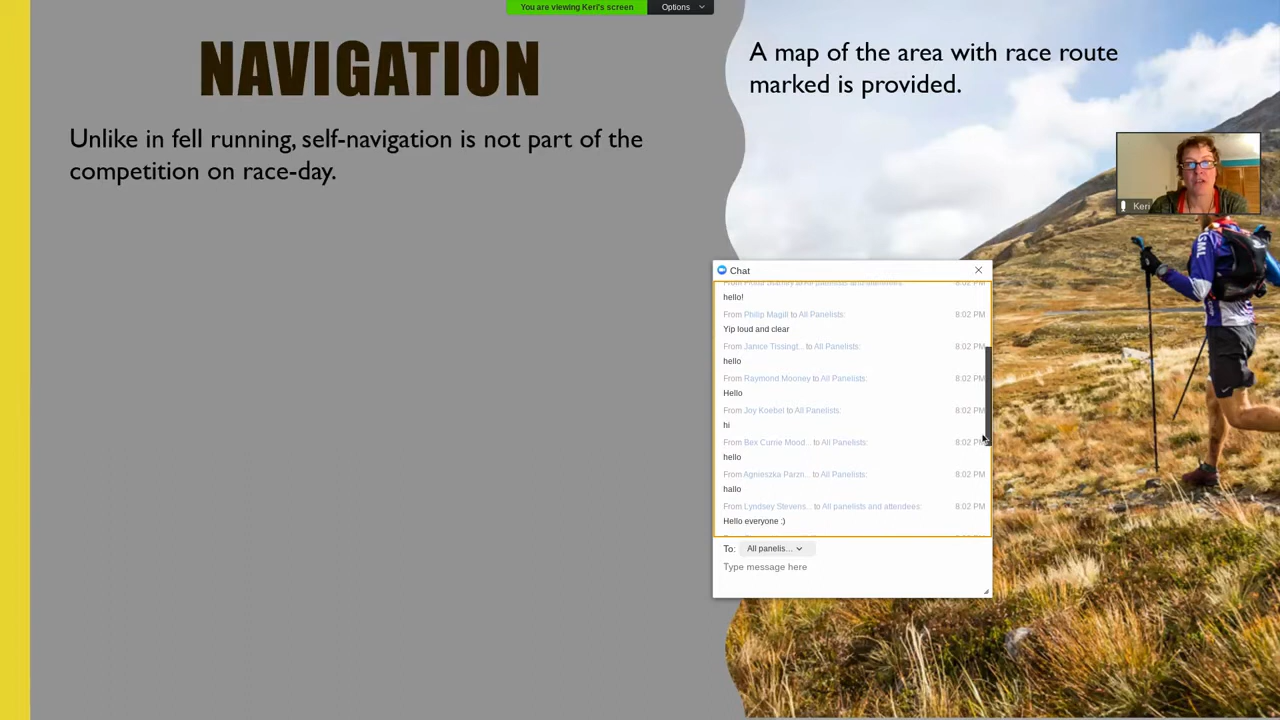 You are viewing Keri's screen
Options
NAVIGATION
Unlike in fell running, self-navigation is not part of the
competition on race-day.
A map of the area with race route
marked is provided.
Keri
Chat
8:02 PM
hello!
From Philip Magill to All Panelists: 8:02 PM
Yip loud and clear
From Janice Tissingt... to All Panelists: 8:02 PM
hello
From Raymond Mooney to All Panelists: 8:02 PM
Hello
From Joy Koebel to All Panelists: 8:02 PM
hi
From Bex Currie Mood... to All Panelists: 8:02 PM
hello
From Agnieszka Parzn... to All Panelists: 8:02 PM
hallo
From Lyndsey Stevens... to All panelists and attendees: 8:02 PM
Hello everyone :)
To: All panelis...
Type message here